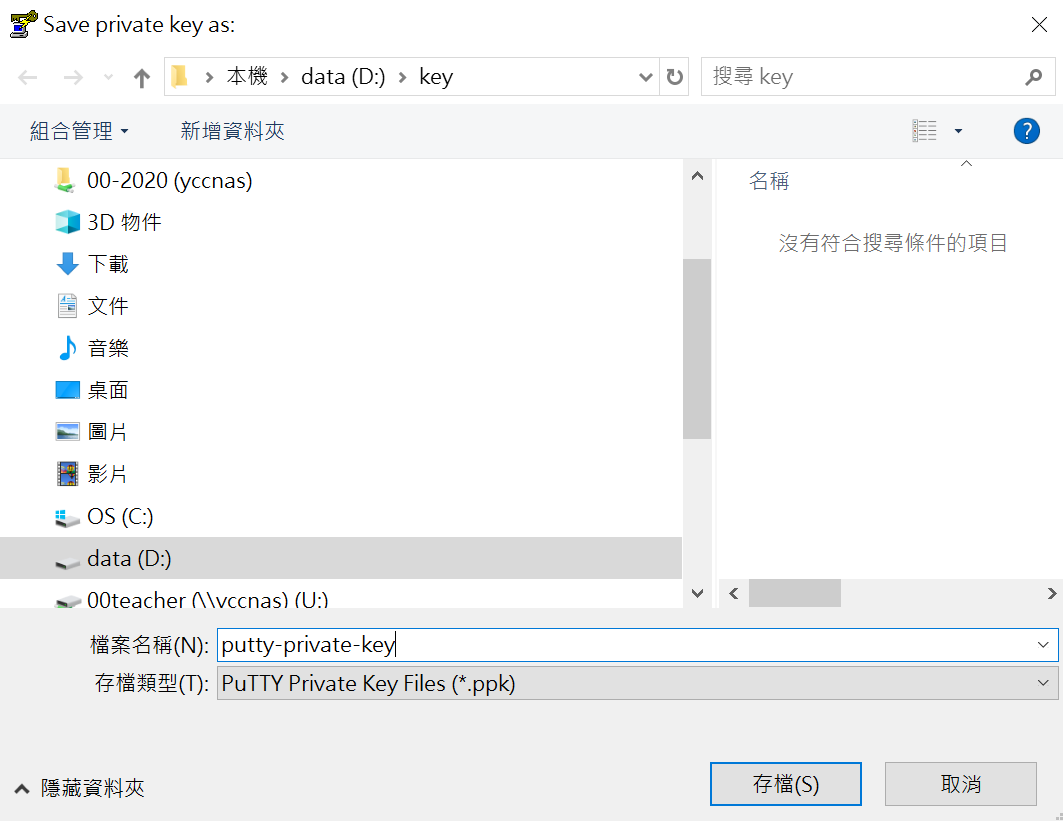 Save private key as:
本機 data (D:) key
搜尋 key
組合管理 新增資料夾
?
00-2020 (yccnas)
3D 物件
下載
文件
音樂
桌面
圖片
影片
OS (C:)
data (D:)
00teacher (\\yccnas) (U:)
名稱
沒有符合搜尋條件的項目
檔案名稱(N): putty-private-key
存檔類型(T): PuTTY Private Key Files (*.ppk)
隱藏資料夾
存檔(S) 取消